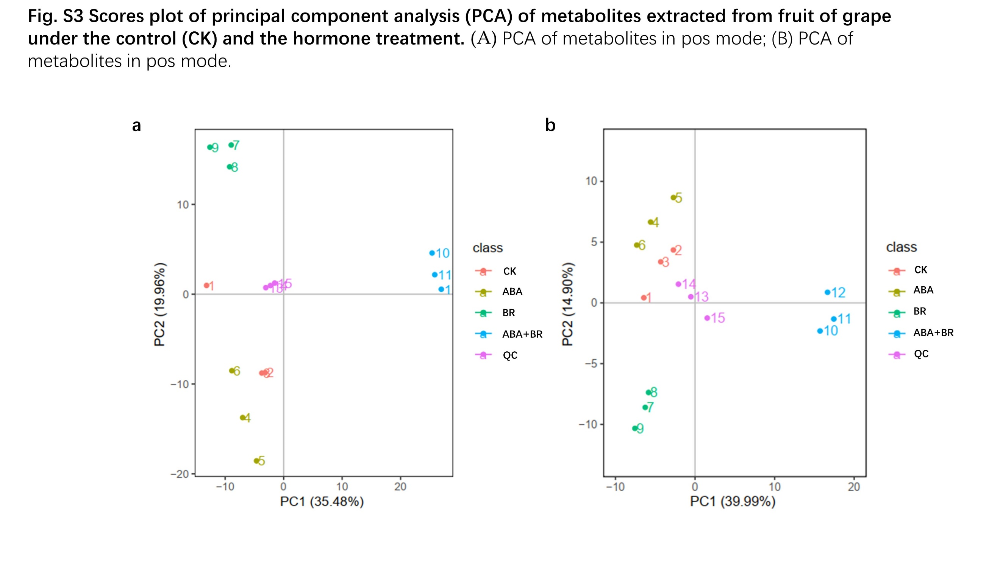 Fig. S3 Scores plot of principal component analysis (PCA) of metabolites extracted from fruit of grape
under the control (CK) and the hormone treatment. (A) PCA of metabolites in pos mode; (B) PCA of
metabolites in pos mode.
a
9
7
8
10
0
−10
−20
PC2 (19.96%)
10
11
1
1
15
13
6
2
4
5
−10
0
10
20
PC1 (35.48%)
class
CK
ABA
BR
ABA+BR
QC
b
10
5
0
−5
−10
PC2 (14.90%)
5
4
6
2
3
14
13
1
12
15
11
10
8
7
9
−10
0
10
20
PC1 (39.99%)
class
CK
ABA
BR
ABA+BR
QC